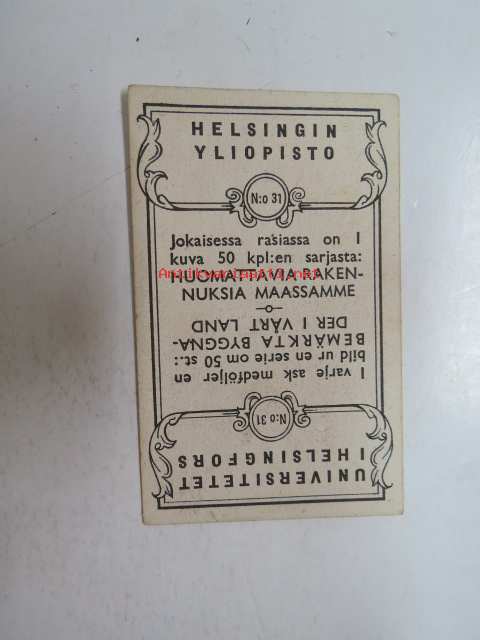 HELSINGIN
YLIOPISTO
N:o 31
Jokaisessa rasiassa on 1
kuva 50 kpl:en sarjasta:
HUOMATTAVIA RAKEN-
NUKSIA MAASSAMME
I varje ask medföljer en
bild ur en serie om 50 st.:
BEMÄRKTA BYGGNA-
DER I VÅRT LAND
N:o 31
UNIVERSITETET
I HELSINGFORS